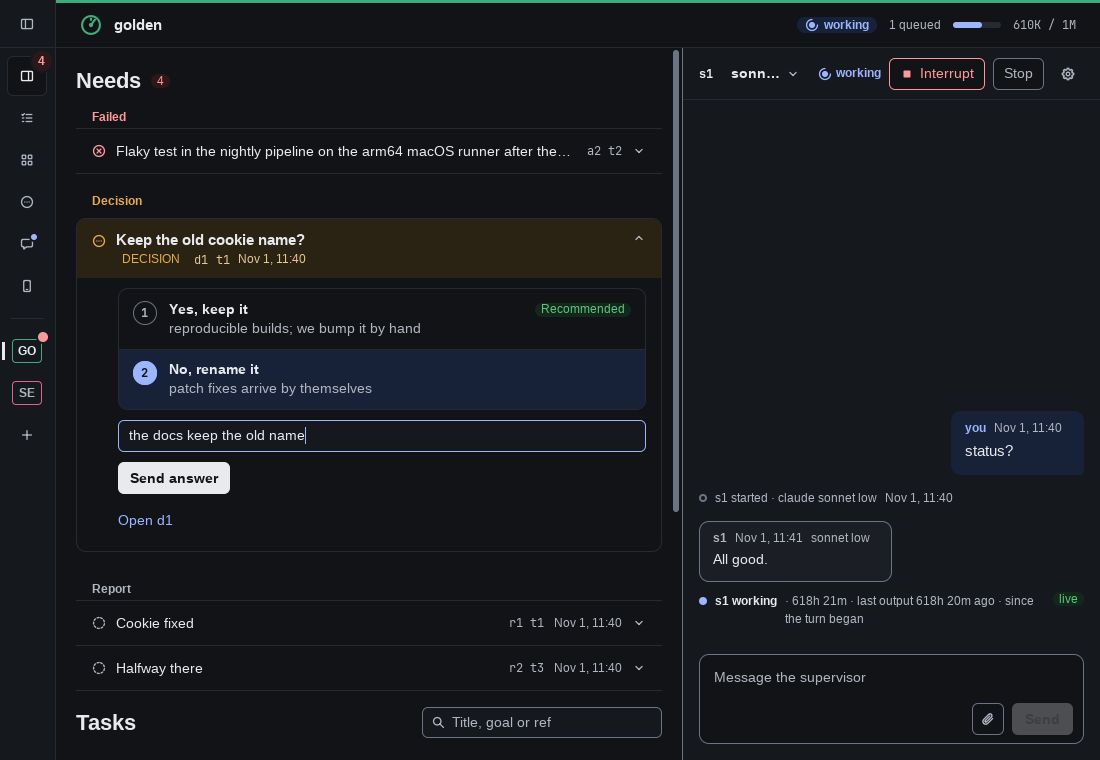 golden
working
1 queued
610K / 1M
4
GO
SE
Needs 4
Failed
Flaky test in the nightly pipeline on the arm64 macOS runner after the…
a2 t2
Decision
Keep the old cookie name?
DECISION d1 t1 Nov 1, 11:40
1
Yes, keep it
Recommended
reproducible builds; we bump it by hand
2
No, rename it
patch fixes arrive by themselves
the docs keep the old name
Send answer
Open d1
Report
Cookie fixed
r1 t1 Nov 1, 11:40
Halfway there
r2 t3 Nov 1, 11:40
Tasks
Title, goal or ref
s1 sonn…
working
Interrupt
Stop
you Nov 1, 11:40
status?
s1 started · claude sonnet low Nov 1, 11:40
s1 Nov 1, 11:41 sonnet low
All good.
s1 working · 618h 21m · last output 618h 20m ago · since
the turn began
live
Message the supervisor
Send